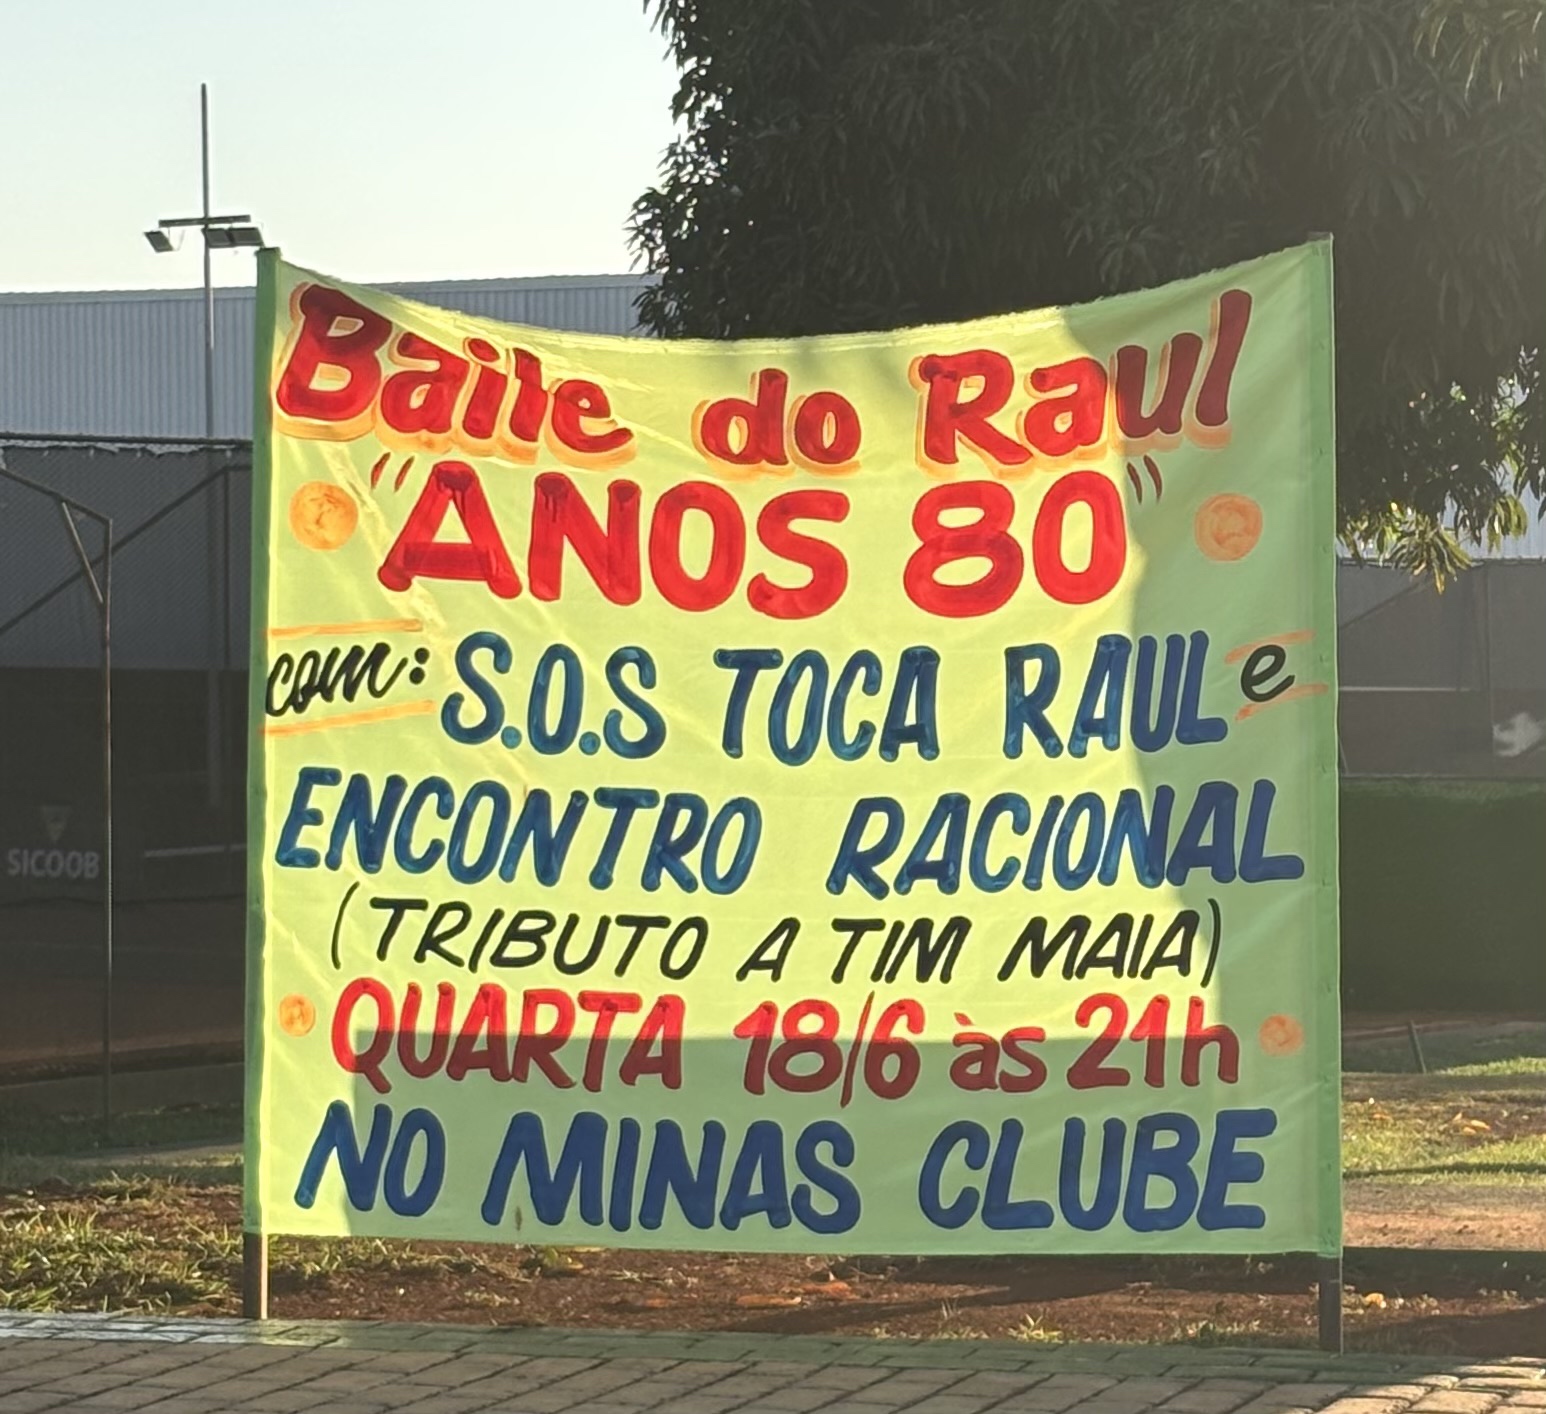 Baile do Raul
"ANOS 80"
com: S.O.S TOCA RAUL e
ENCONTRO RACIONAL
(TRIBUTO A TIM MAIA)
QUARTA 18/6 às 21h
NO MINAS CLUBE
SICOOB